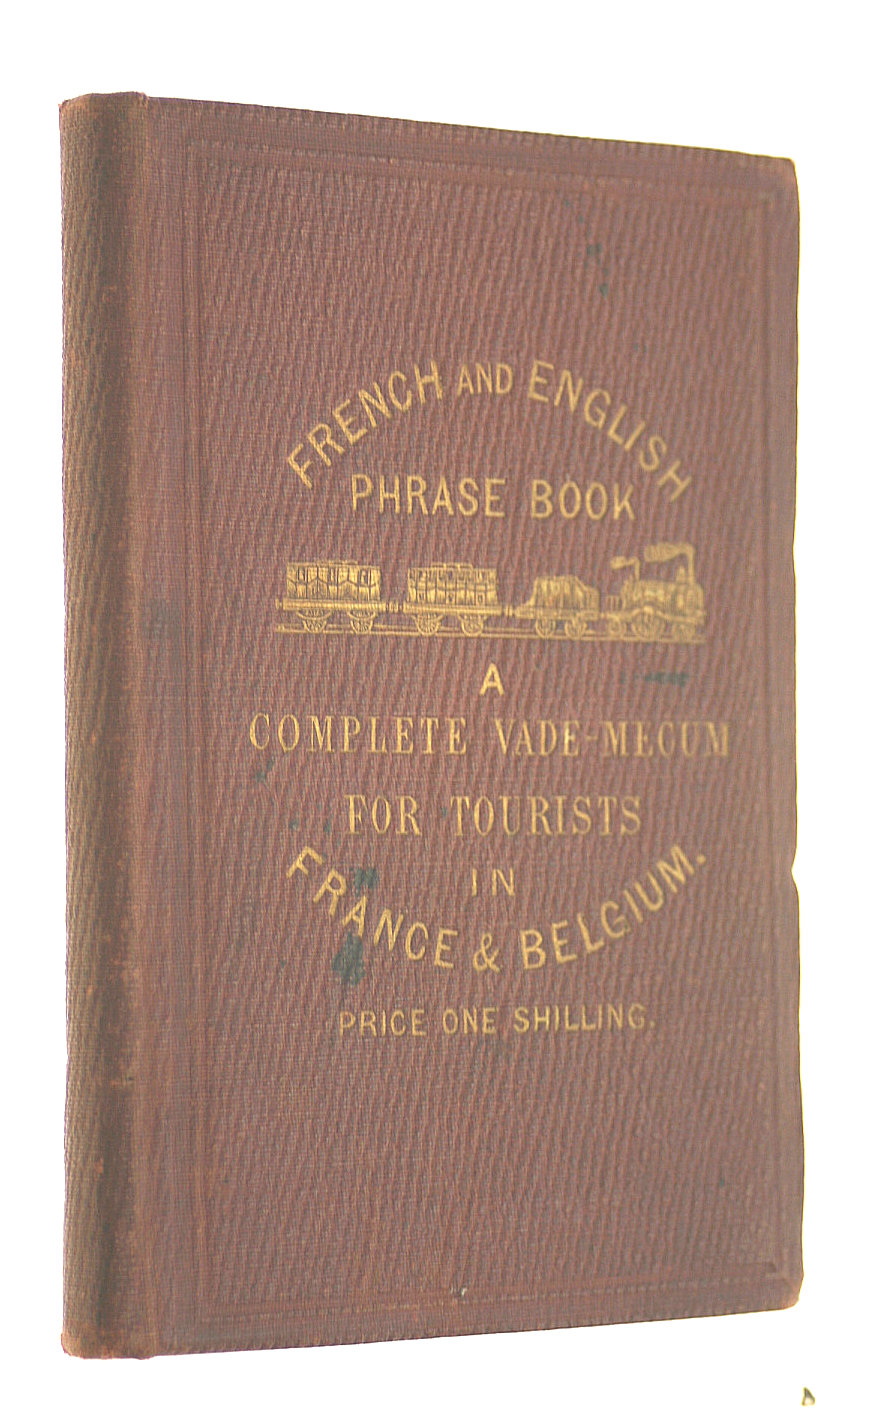 FRENCH AND ENGLISH
PHRASE BOOK
A
COMPLETE VADE-MECUM
FOR TOURISTS
IN
FRANCE & BELGIUM.
PRICE ONE SHILLING.